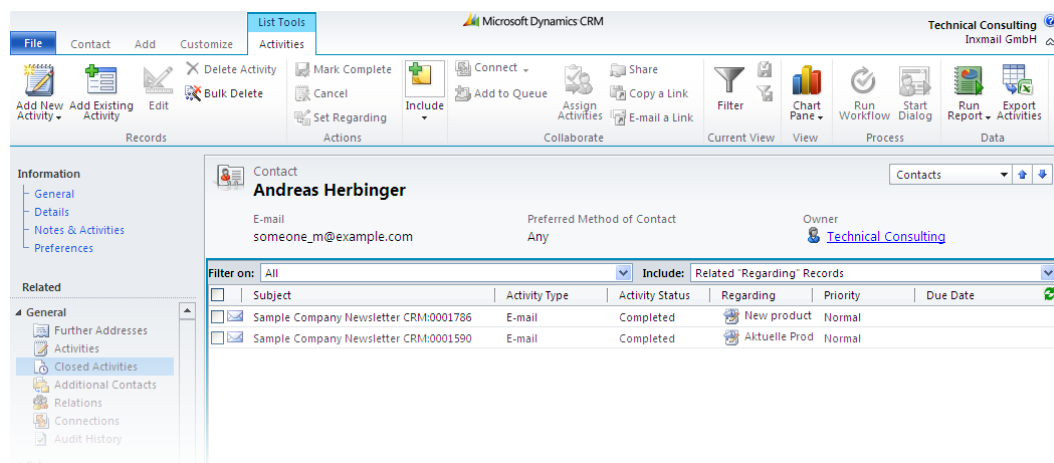 List Tools
Microsoft Dynamics CRM
Technical Consulting
Inxmail GmbH
File Contact Add Customize Activities
Add New Activity
Add Existing Activity
Edit
Delete Activity
Bulk Delete
Records
Mark Complete
Cancel
Set Regarding
Actions
Include
Connect
Add to Queue
Assign Activities
Share
Copy a Link
E-mail a Link
Collaborate
Filter
Current View
Chart Pane
View
Run Workflow
Start Dialog
Process
Run Report
Export Activities
Data
Information
General
Details
Notes & Activities
Preferences
Related
General
Further Addresses
Activities
Closed Activities
Additional Contacts
Relations
Connections
Audit History
Contact
Andreas Herbinger
Contacts
E-mail Preferred Method of Contact Owner
someone_m@example.com Any Technical Consulting
Filter on: All Include: Related "Regarding" Records
Subject Activity Type Activity Status Regarding Priority Due Date
Sample Company Newsletter CRM:0001786 E-mail Completed New product Normal
Sample Company Newsletter CRM:0001590 E-mail Completed Aktuelle Prod Normal